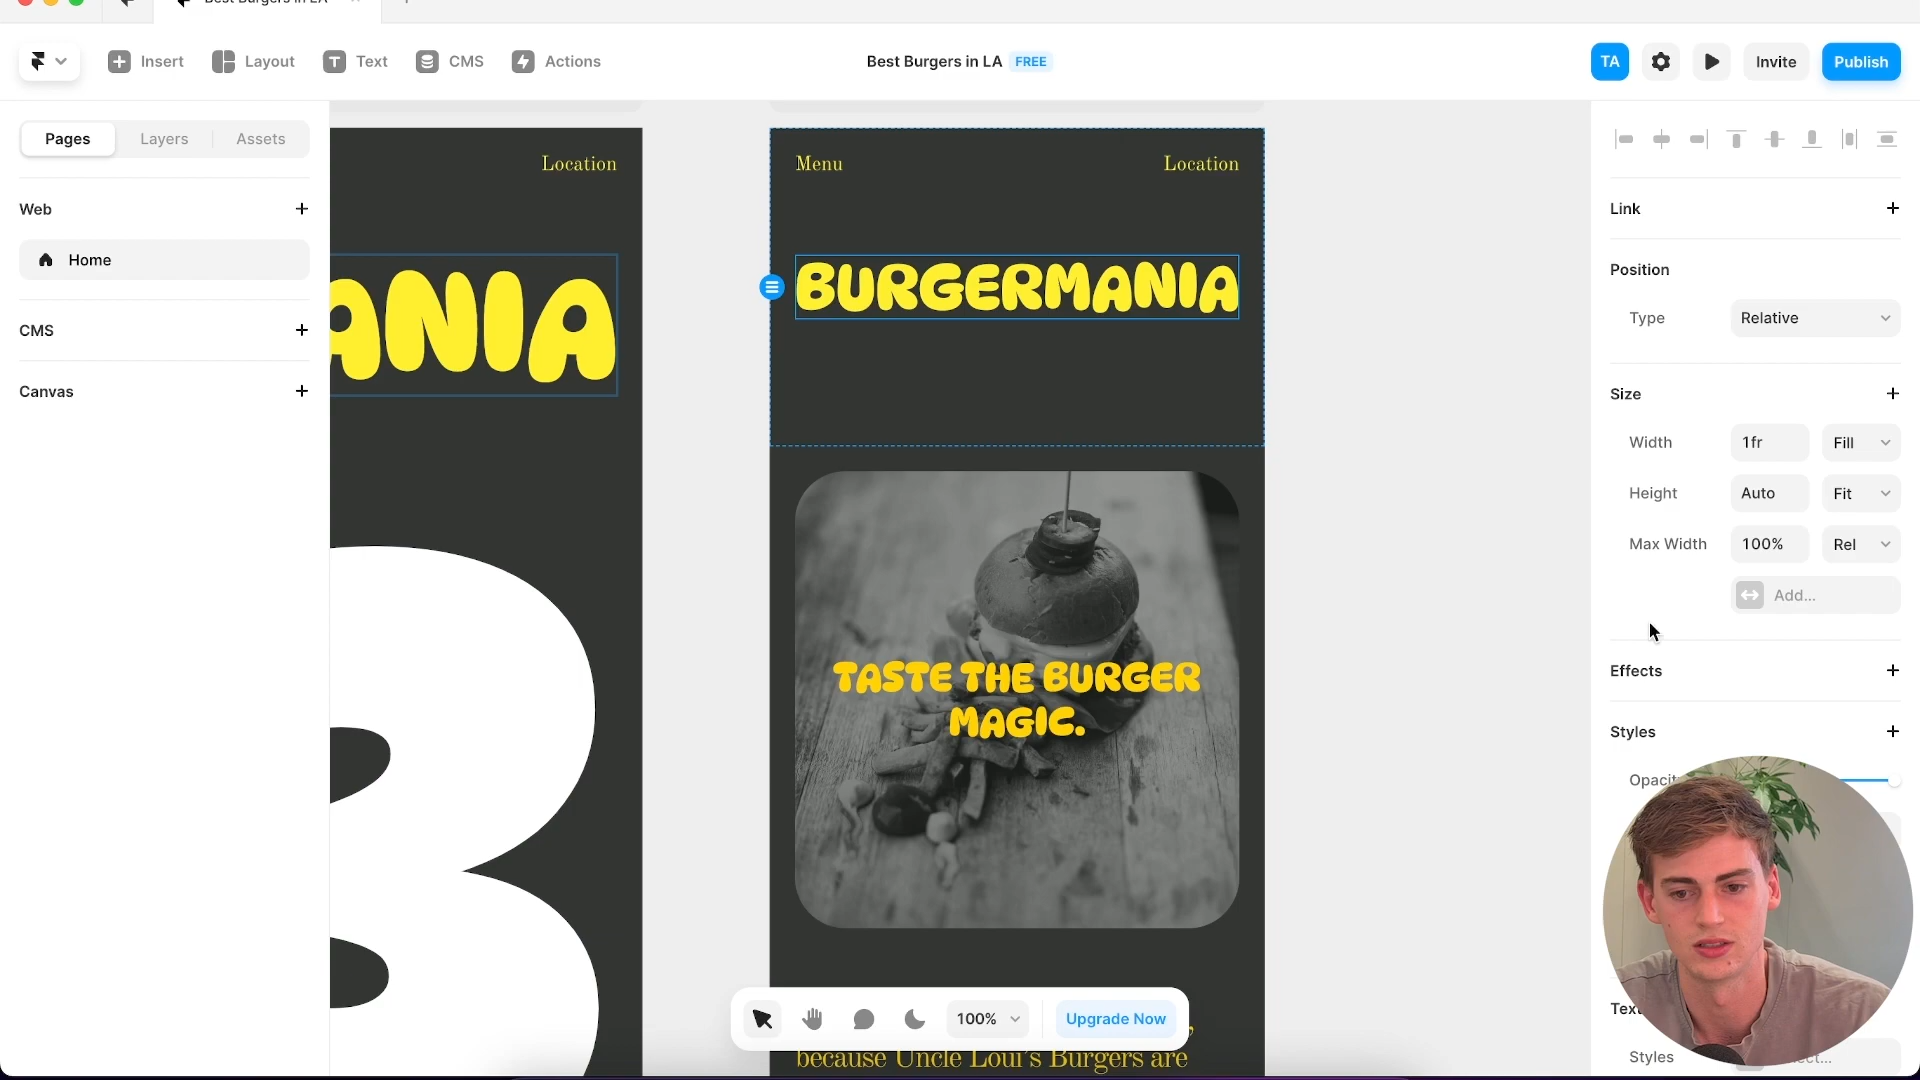 Best Burgers in LA
Insert
Layout
Text
CMS
Actions
Best Burgers in LA FREE
TA
Invite
Publish
Pages
Layers
Assets
Web
Home
CMS
Canvas
Location
ANIA
Menu
Location
BURGERMANIA
TASTE THE BURGER
MAGIC.
because Uncle Loui's Burgers are
100%
Upgrade Now
Link
Position
Type
Relative
Size
Width
1fr
Fill
Height
Auto
Fit
Max Width
100%
Rel
Add...
Effects
Styles
Opacit
Text
Styles